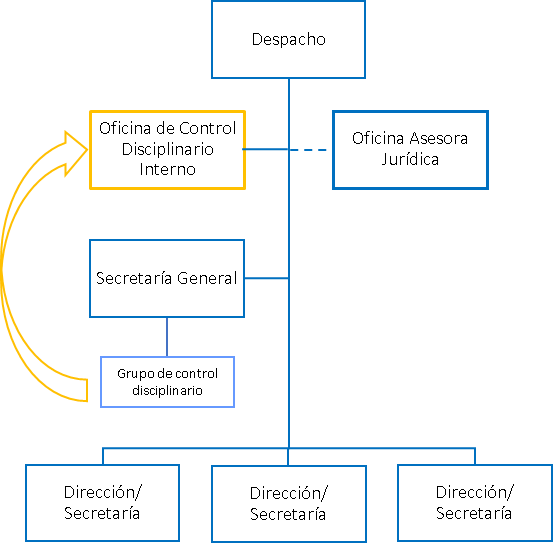 Despacho
Oficina de Control
Disciplinario
Interno
Oficina Asesora
Jurídica
Secretaría General
Grupo de control
disciplinario
Dirección/
Secretaría
Dirección/
Secretaría
Dirección/
Secretaría